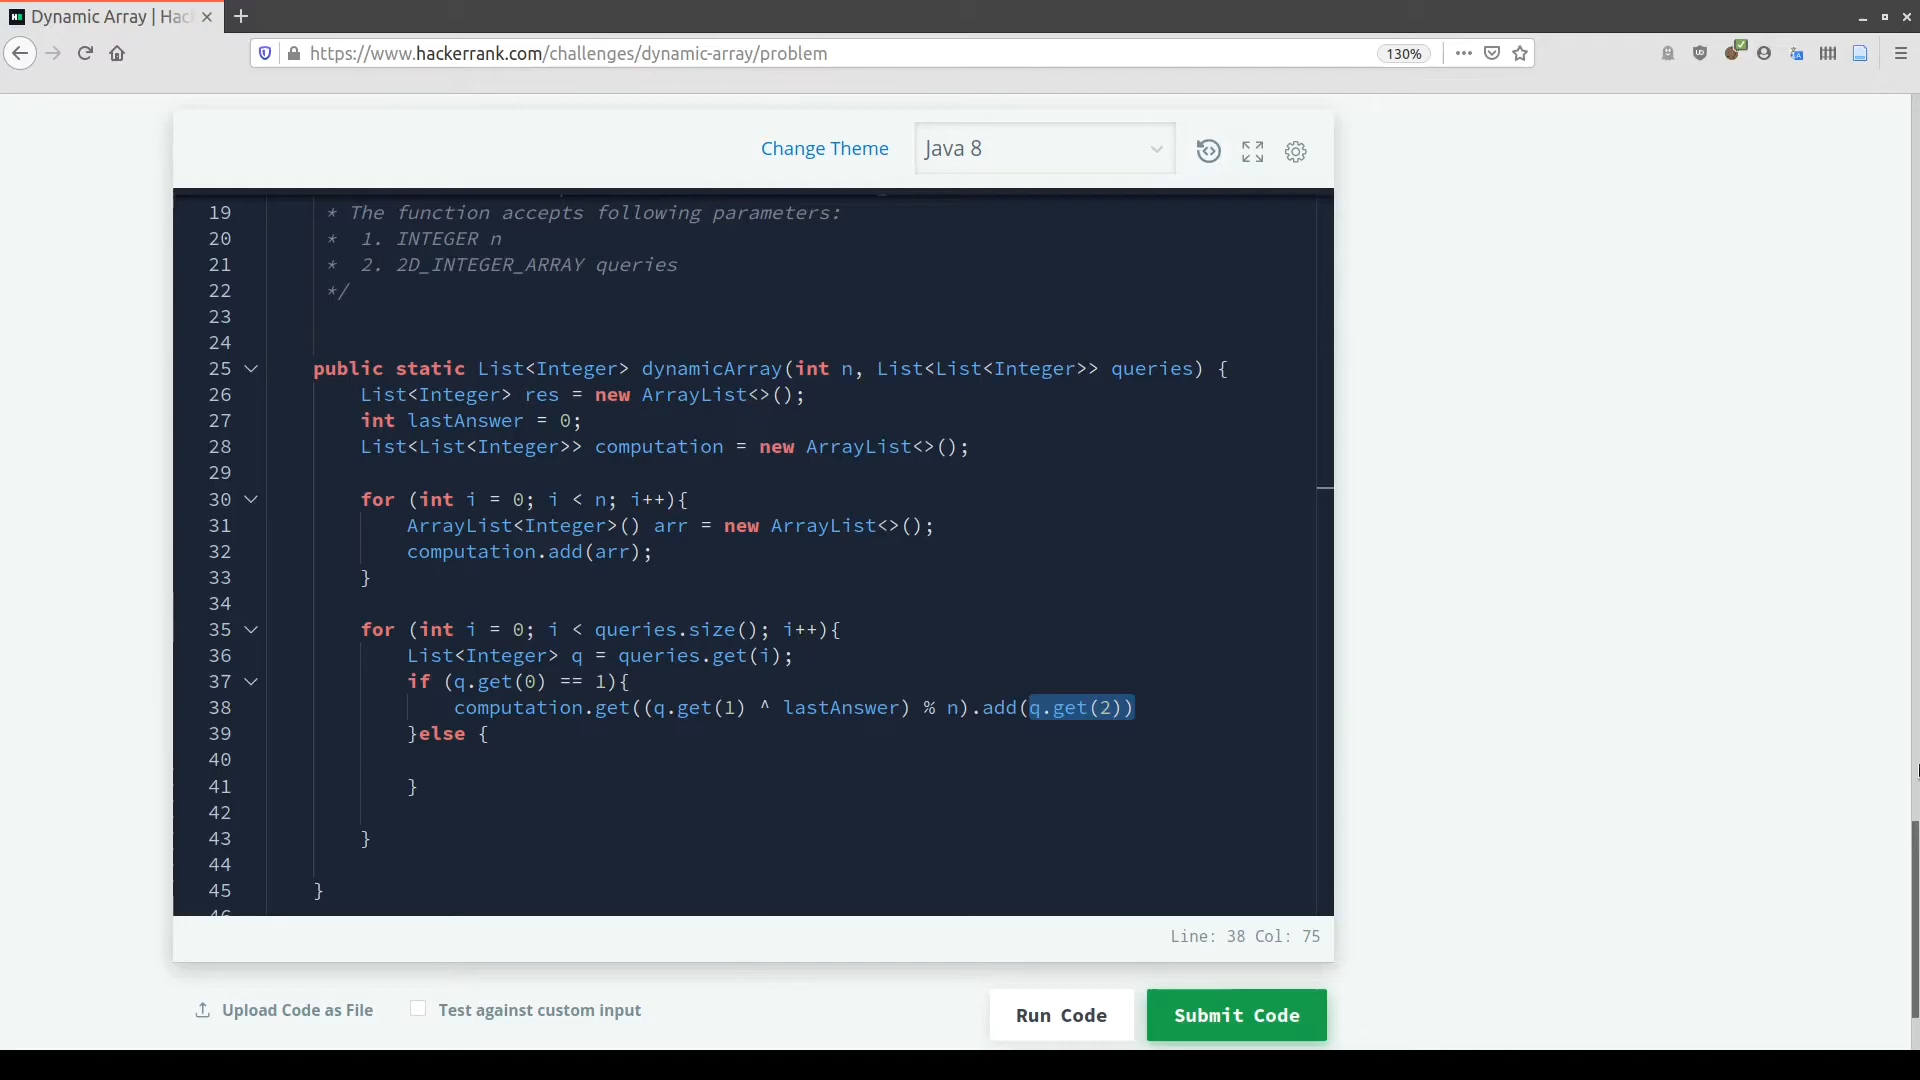 Dynamic Array | Hac
https://www.hackerrank.com/challenges/dynamic-array/problem
130%
Change Theme
Java 8
19 * The function accepts following parameters:
20 *  1. INTEGER n
21 *  2. 2D_INTEGER_ARRAY queries
22 */
23
24
25 public static List<Integer> dynamicArray(int n, List<List<Integer>> queries) {
26 List<Integer> res = new ArrayList<>();
27 int lastAnswer = 0;
28 List<List<Integer>> computation = new ArrayList<>();
29
30 for (int i = 0; i < n; i++){
31 ArrayList<Integer>() arr = new ArrayList<>();
32 computation.add(arr);
33 }
34
35 for (int i = 0; i < queries.size(); i++){
36 List<Integer> q = queries.get(i);
37 if (q.get(0) == 1){
38 computation.get((q.get(1) ^ lastAnswer) % n).add(q.get(2))
39 }else {
40
41 }
42
43 }
44
45 }
Line: 38 Col: 75
Upload Code as File
Test against custom input
Run Code
Submit Code